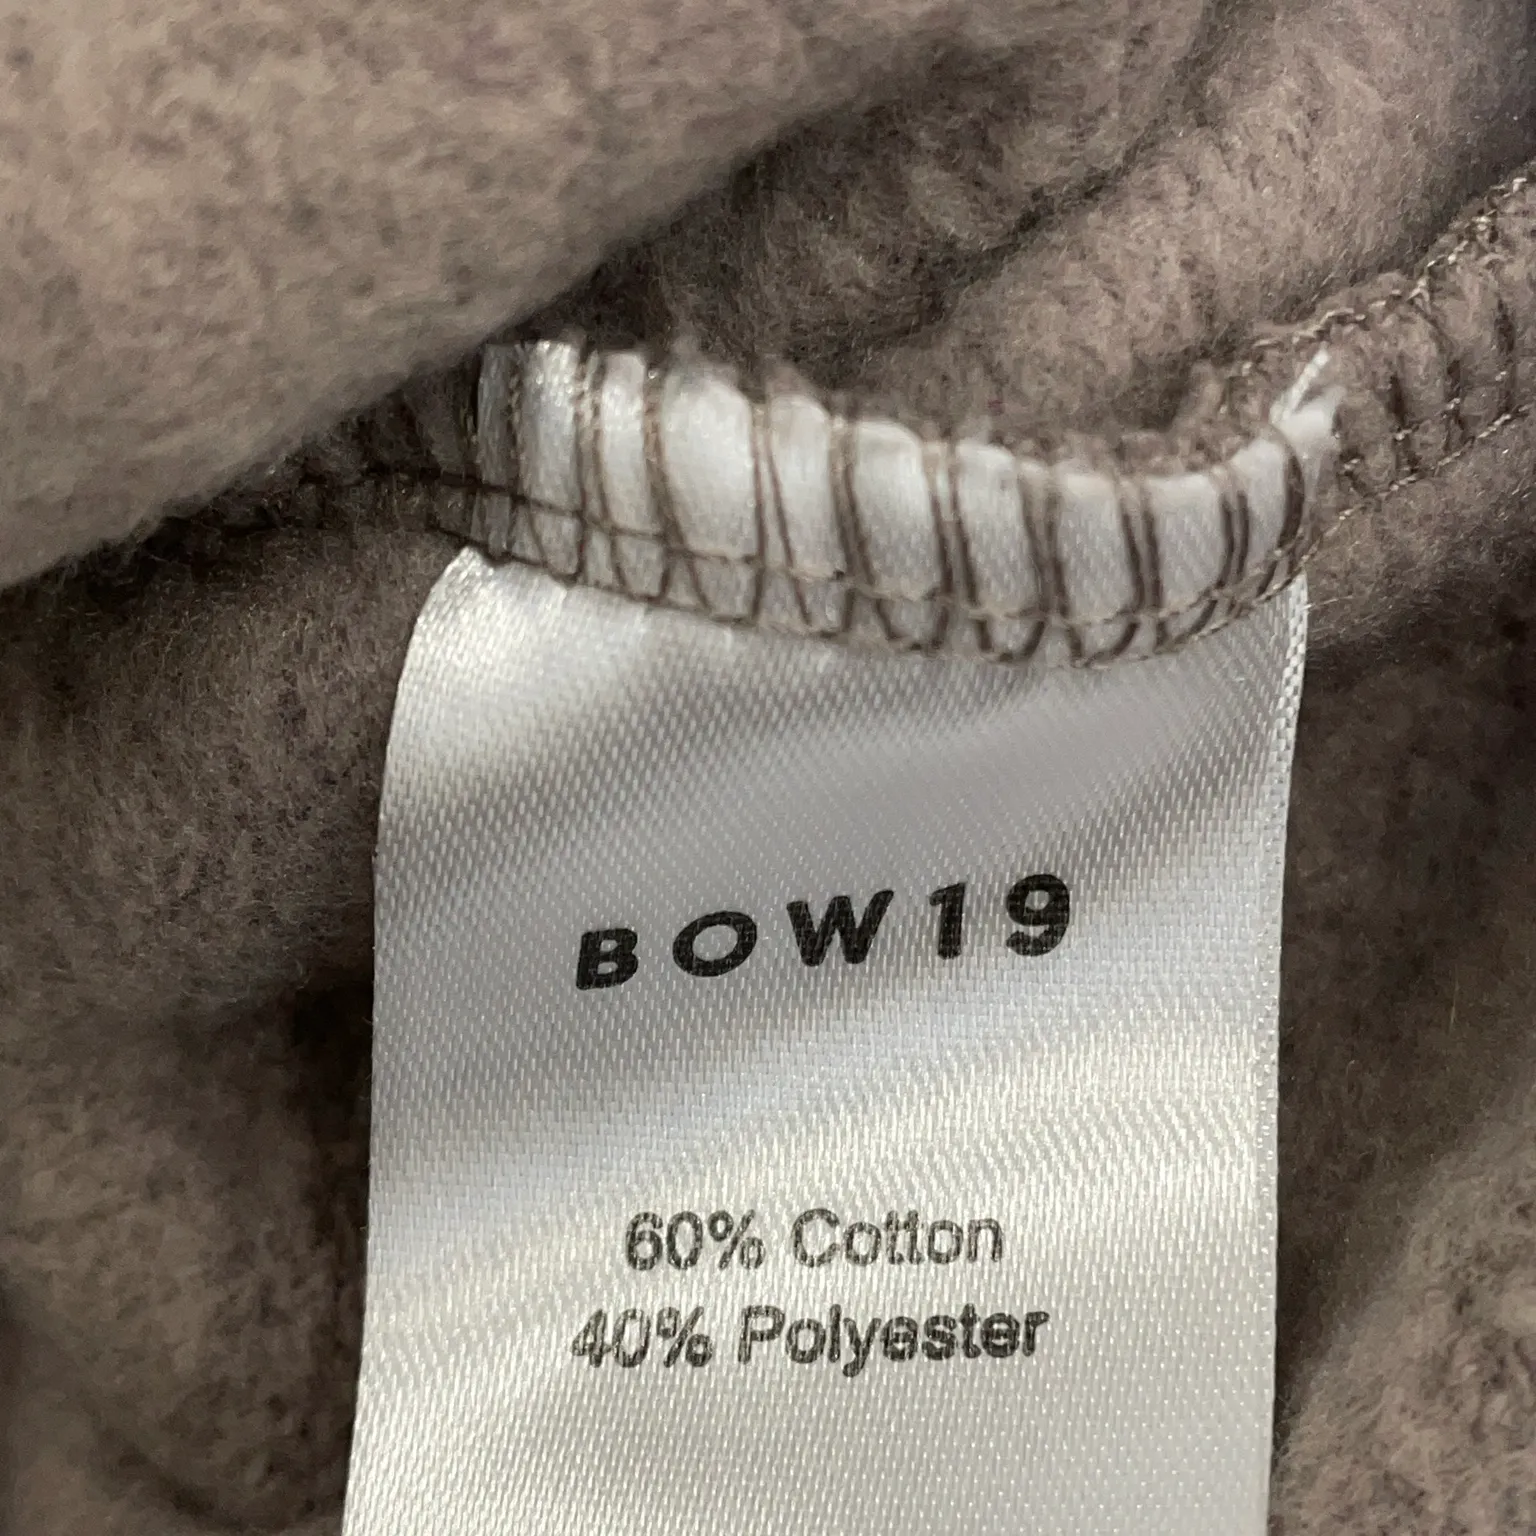 BOW19
60% Cotton
40% Polyester